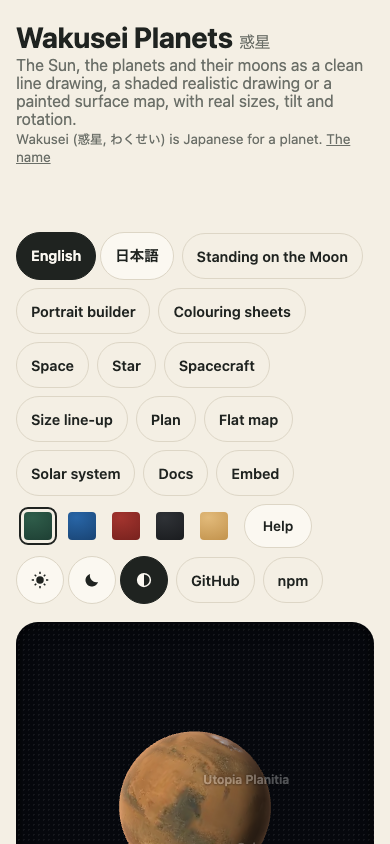 Wakusei Planets 惑星
The Sun, the planets and their moons as a clean
line drawing, a shaded realistic drawing or a
painted surface map, with real sizes, tilt and
rotation.
Wakusei (惑星, わくせい) is Japanese for a planet. The
name
English 日本語 Standing on the Moon
Portrait builder Colouring sheets
Space Star Spacecraft
Size line-up Plan Flat map
Solar system Docs Embed
Help
GitHub npm
Utopia Planitia